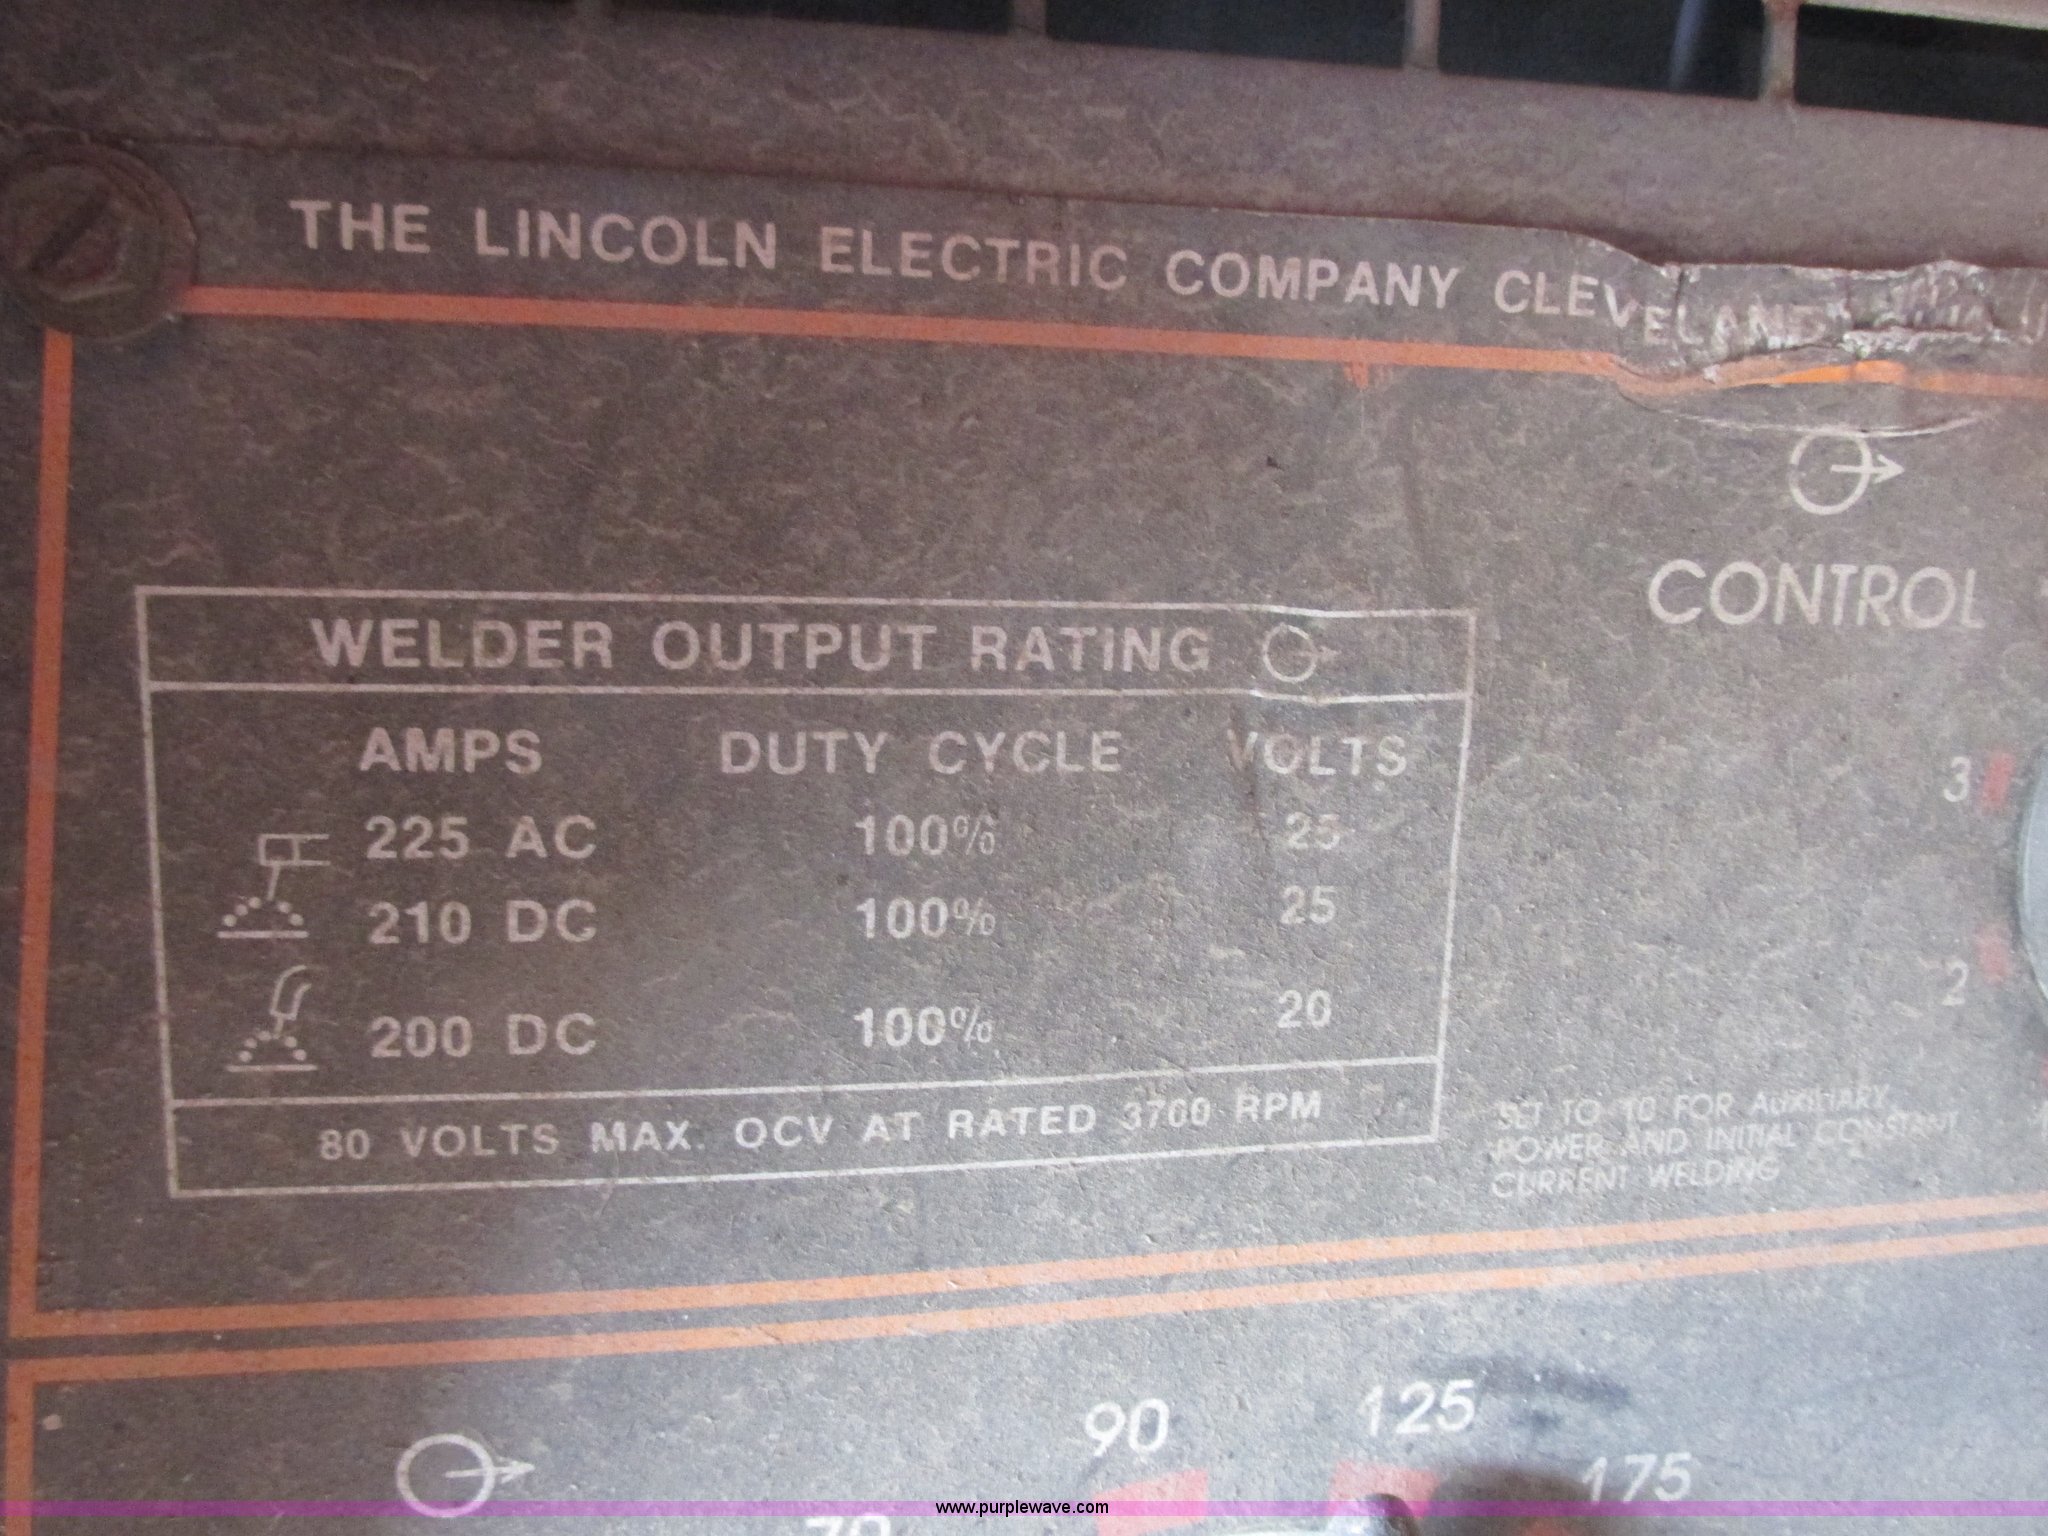 THE LINCOLN ELECTRIC COMPANY CLEVELAND
CONTROL
WELDER OUTPUT RATING
AMPS DUTY CYCLE VOLTS
225 AC 100% 25
210 DC 100% 25
200 DC 100% 20
80 VOLTS MAX. OCV AT RATED 3700 RPM
3
2
SET TO 10 FOR AUXILIARY
POWER AND INITIAL CONSTANT
CURRENT WELDING
90 125
175
70
www.purplewave.com